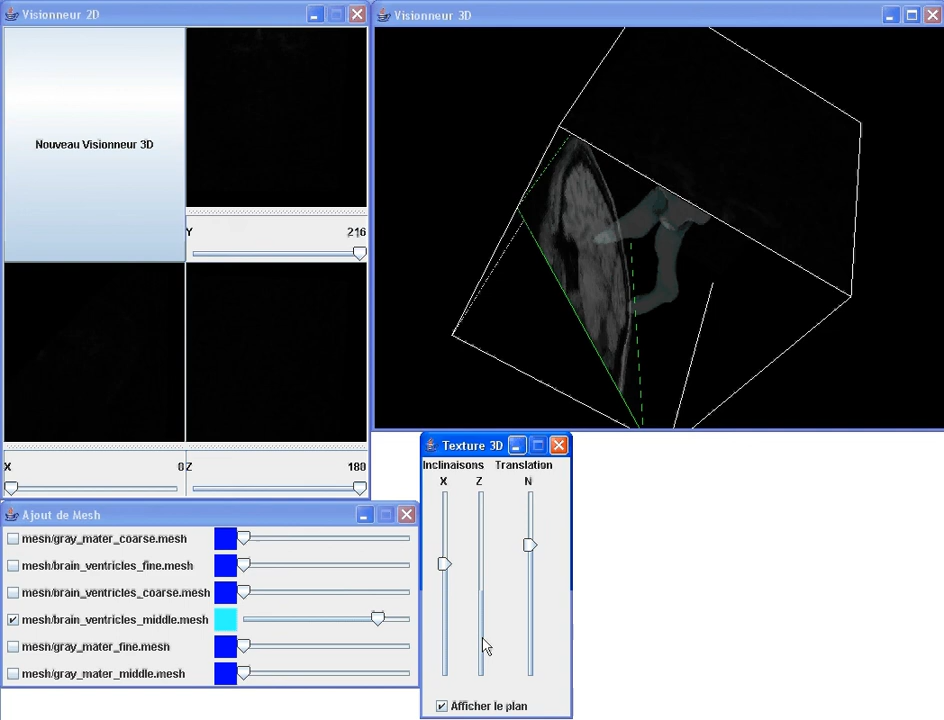 Visionneur 2D
Visionneur 3D
Nouveau Visionneur 3D
Y 216
X 0 Z 180
Texture 3D
Inclinaisons Translation
X Z N
Afficher le plan
Ajout de Mesh
mesh/gray_mater_coarse.mesh
mesh/brain_ventricles_fine.mesh
mesh/brain_ventricles_coarse.mesh
mesh/brain_ventricles_middle.mesh
mesh/gray_mater_fine.mesh
mesh/gray_mater_middle.mesh